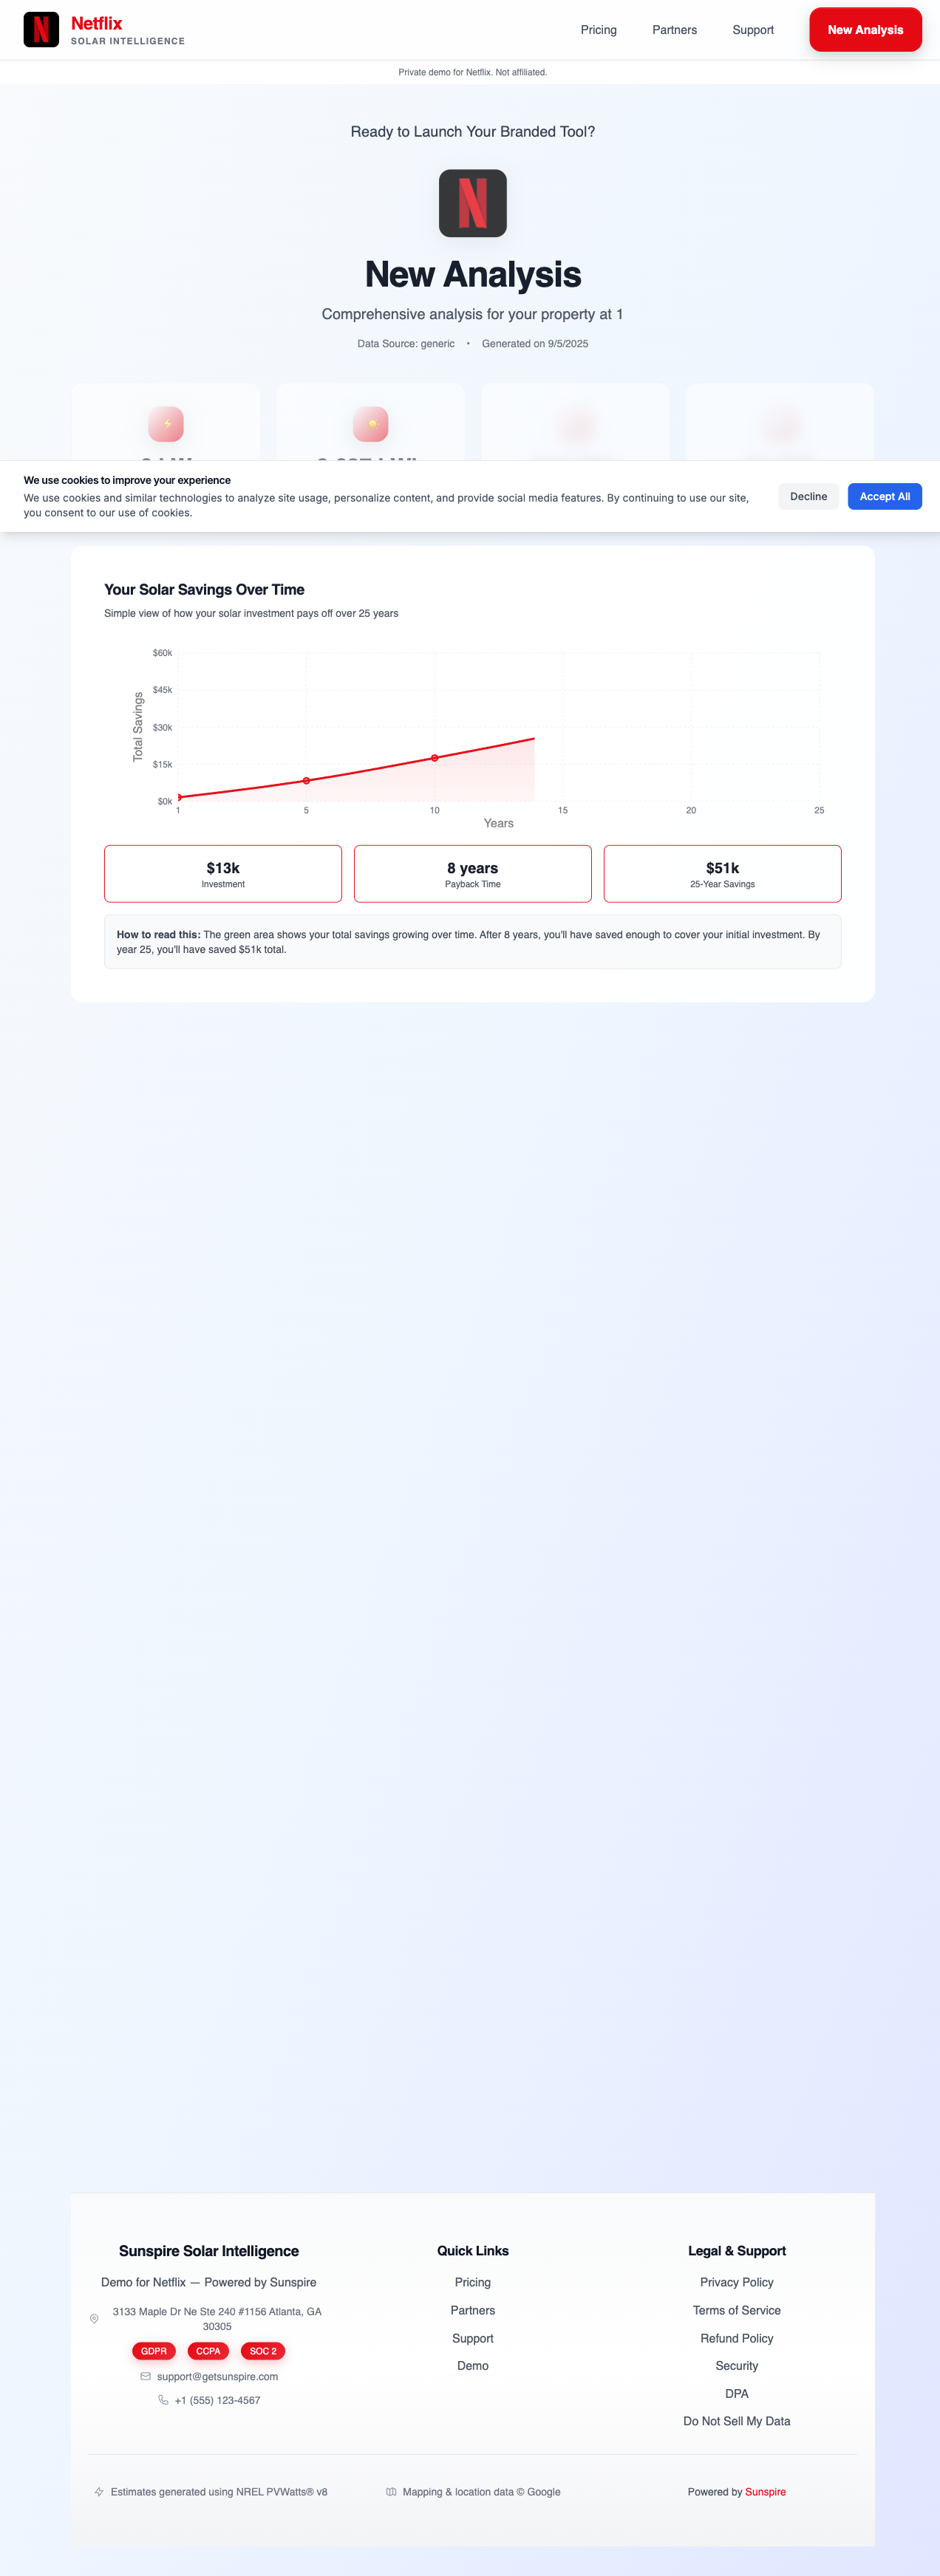 Netflix
SOLAR INTELLIGENCE
Pricing
Partners
Support
New Analysis
Private demo for Netflix. Not affiliated.
Ready to Launch Your Branded Tool?
New Analysis
Comprehensive analysis for your property at 1
Data Source: generic • Generated on 9/5/2025
We use cookies to improve your experience
We use cookies and similar technologies to analyze site usage, personalize content, and provide social media features. By continuing to use our site,
you consent to our use of cookies.
Decline
Accept All
Your Solar Savings Over Time
Simple view of how your solar investment pays off over 25 years
$60k
$45k
$30k
$15k
$0k
Total Savings
1 5 10 15 20 25
Years
$13k
Investment
8 years
Payback Time
$51k
25-Year Savings
How to read this: The green area shows your total savings growing over time. After 8 years, you'll have saved enough to cover your initial investment. By
year 25, you'll have saved $51k total.
Sunspire Solar Intelligence
Demo for Netflix — Powered by Sunspire
3133 Maple Dr Ne Ste 240 #1156 Atlanta, GA
30305
GDPR CCPA SOC 2
support@getsunspire.com
+1 (555) 123-4567
Quick Links
Pricing
Partners
Support
Demo
Legal & Support
Privacy Policy
Terms of Service
Refund Policy
Security
DPA
Do Not Sell My Data
Estimates generated using NREL PVWatts® v8
Mapping & location data © Google
Powered by Sunspire